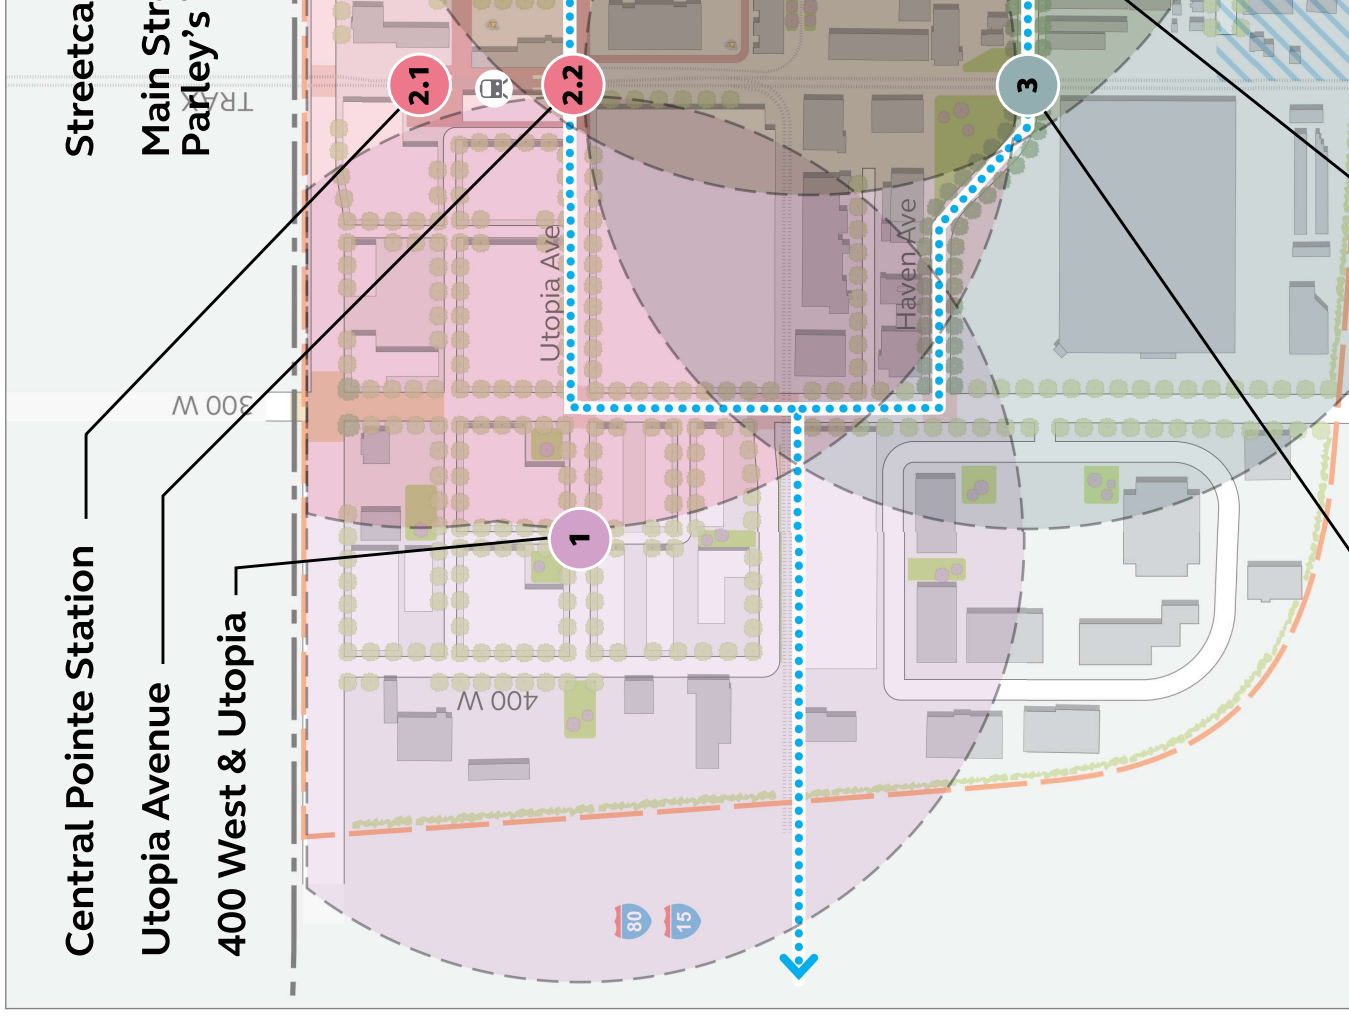 Central Pointe Station
Utopia Avenue
400 West & Utopia
Streetca
Main Str
Parley's
TRAX
300 W
400 W
Utopia Ave
Haven Ave
2.1
2.2
3
1
80
15